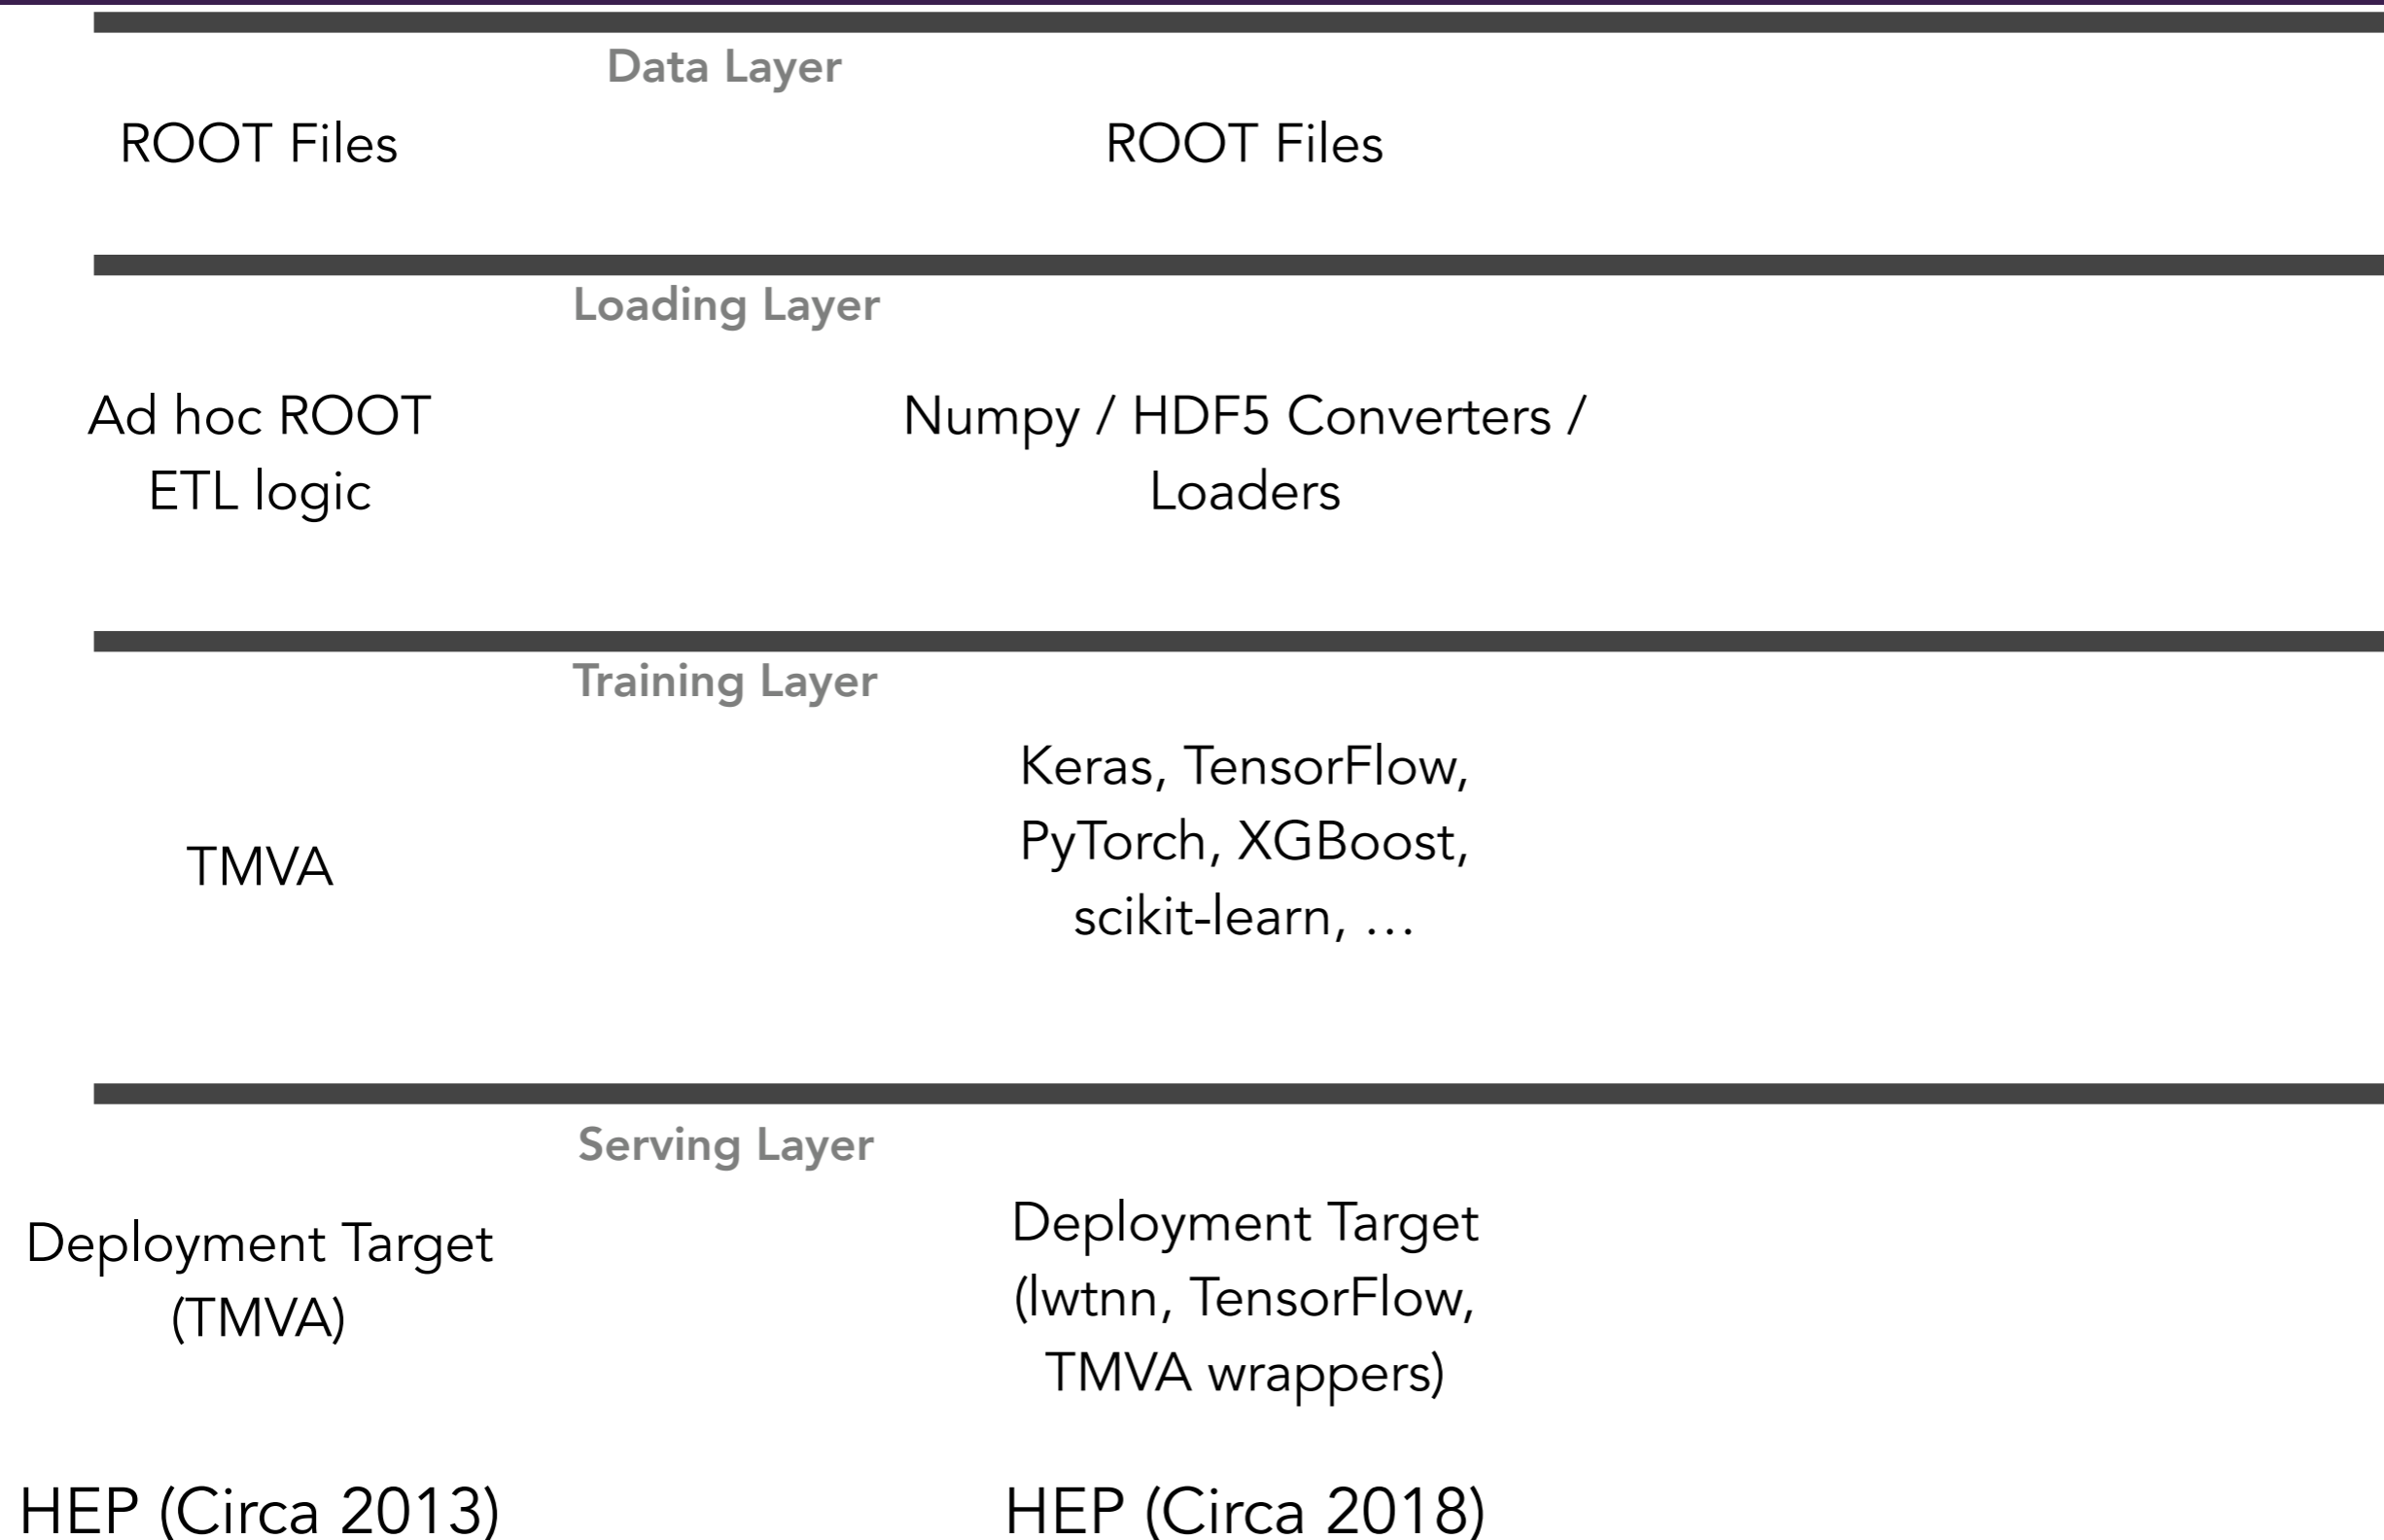 Data Layer
ROOT Files
ROOT Files
Loading Layer
Ad hoc ROOT
ETL logic
Numpy / HDF5 Converters /
Loaders
Training Layer
TMVA
Keras, TensorFlow,
PyTorch, XGBoost,
scikit-learn, …
Serving Layer
Deployment Target
(TMVA)
Deployment Target
(lwtnn, TensorFlow,
TMVA wrappers)
HEP (Circa 2013)
HEP (Circa 2018)